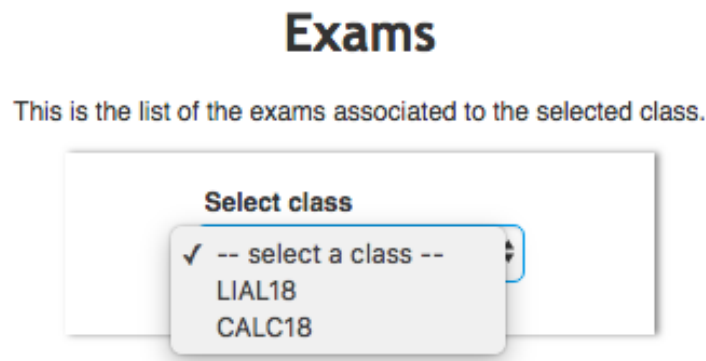 Exams
This is the list of the exams associated to the selected class.
Select class
✓ -- select a class --
LIAL18
CALC18